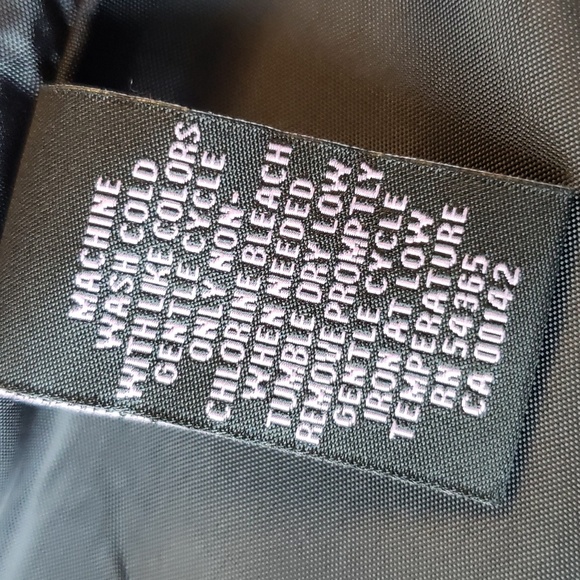 MACHINE
WASH COLD
WITH LIKE COLORS
GENTLE CYCLE
ONLY NON-
CHLORINE BLEACH
WHEN NEEDED
TUMBLE DRY LOW
REMOVE PROMPTLY
GENTLE CYCLE
IRON AT LOW
TEMPERATURE
RN 54365
CA 00142